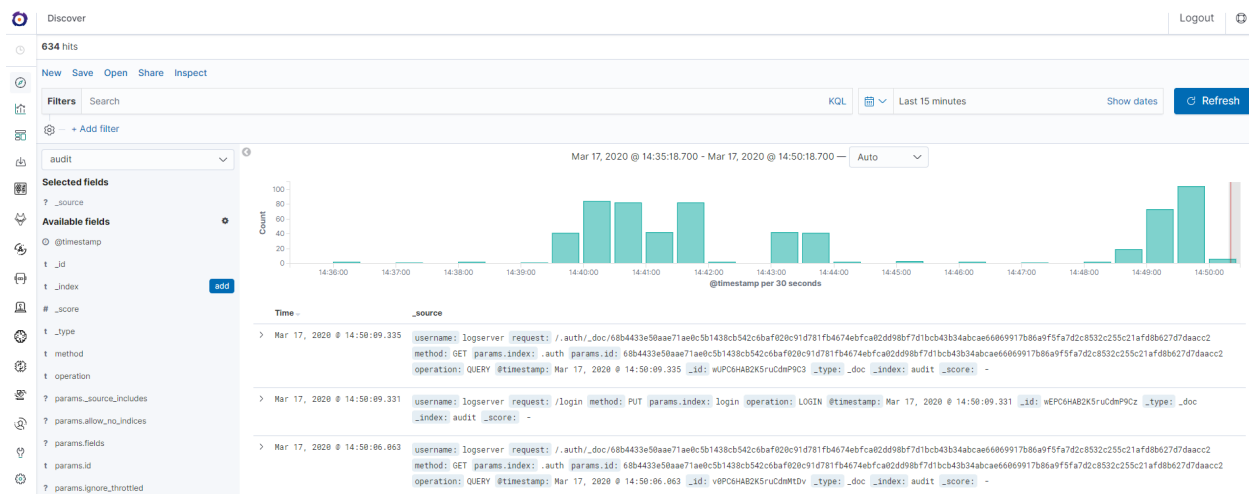 Discover
Logout
634 hits
New Save Open Share Inspect
Filters Search KQL Last 15 minutes Show dates Refresh
+ Add filter
audit
Mar 17, 2020 @ 14:35:18.700 - Mar 17, 2020 @ 14:50:18.700 — Auto
Selected fields
? _source
Available fields
@timestamp
t _id
t _index add
# _score
t _type
t method
t operation
? params._source_includes
? params.allow_no_indices
? params.fields
t params.id
? params.ignore_throttled
Count
100
80
60
40
20
0
14:36:00 14:37:00 14:38:00 14:39:00 14:40:00 14:41:00 14:42:00 14:43:00 14:44:00 14:45:00 14:46:00 14:47:00 14:48:00 14:49:00 14:50:00
@timestamp per 30 seconds
Time _source
Mar 17, 2020 @ 14:50:09.335 username: logserver request: /.auth/_doc/68b4433e50aae71ae0c5b1438cb542c6baf020c91d781fb4674ebfca02dd98bf7d1bcb43b34abcae66069917b86a9f5fa7d2c8532c255c21afd8b627d7daacc2
method: GET params.index: .auth params.id: 68b4433e50aae71ae0c5b1438cb542c6baf020c91d781fb4674ebfca02dd98bf7d1bcb43b34abcae66069917b86a9f5fa7d2c8532c255c21afd8b627d7daacc2
operation: QUERY @timestamp: Mar 17, 2020 @ 14:50:09.335 _id: wUPC6HAB2K5ruCdmP9C3 _type: _doc _index: audit _score: -
Mar 17, 2020 @ 14:50:09.331 username: logserver request: /login method: PUT params.index: login operation: LOGIN @timestamp: Mar 17, 2020 @ 14:50:09.331 _id: wEPC6HAB2K5ruCdmP9Cz _type: _doc
_index: audit _score: -
Mar 17, 2020 @ 14:50:06.063 username: logserver request: /.auth/_doc/68b4433e50aae71ae0c5b1438cb542c6baf020c91d781fb4674ebfca02dd98bf7d1bcb43b34abcae66069917b86a9f5fa7d2c8532c255c21afd8b627d7daacc2
method: GET params.index: .auth params.id: 68b4433e50aae71ae0c5b1438cb542c6baf020c91d781fb4674ebfca02dd98bf7d1bcb43b34abcae66069917b86a9f5fa7d2c8532c255c21afd8b627d7daacc2
operation: QUERY @timestamp: Mar 17, 2020 @ 14:50:06.063 _id: v0PC6HAB2K5ruCdmMtDv _type: _doc _index: audit _score: -